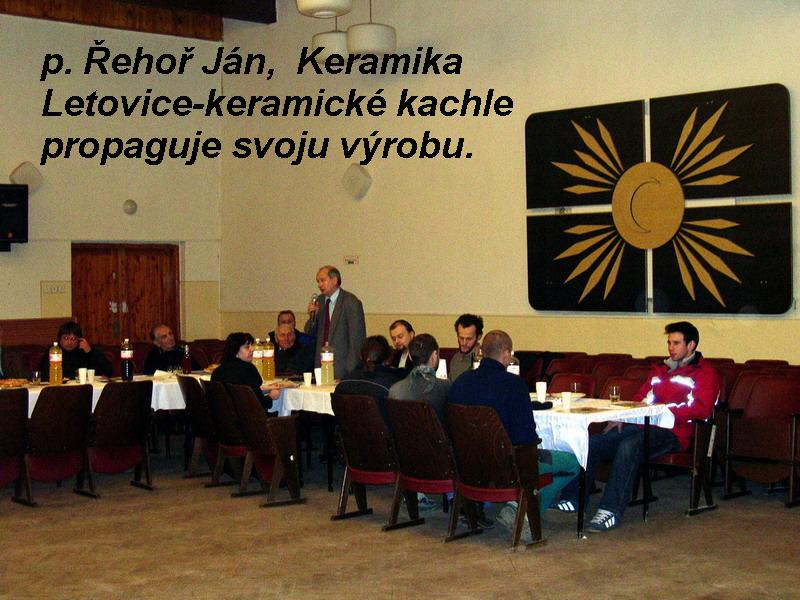 p. Řehoř Ján, Keramika
Letovice-keramické kachle
propaguje svoju výrobu.